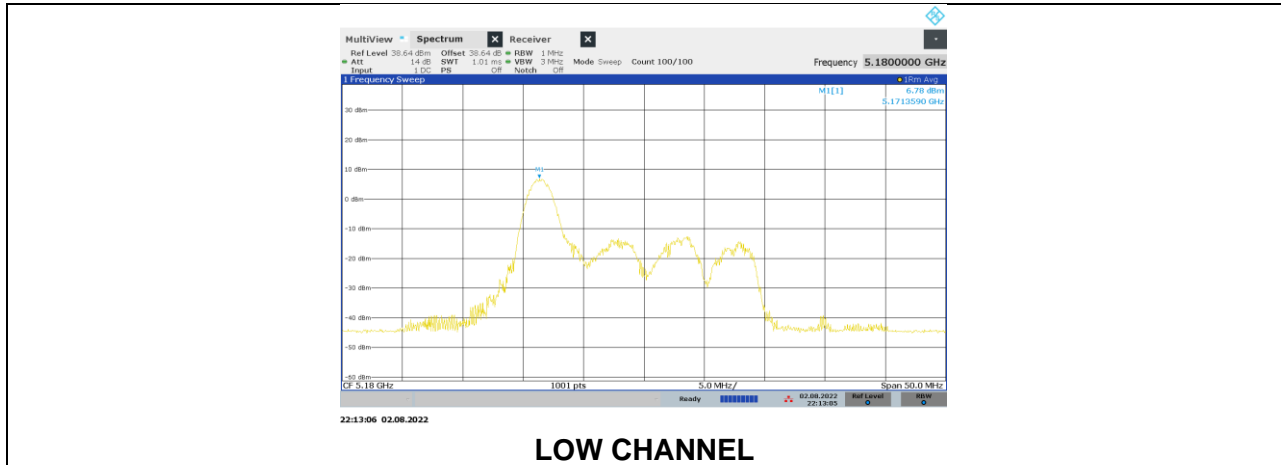 MultiView Spectrum X Receiver X
Ref Level 38.64 dBm Offset 38.64 dB RBW 1 MHz
Att 14 dB SWT 1.01 ms VBW 3 MHz Mode Sweep Count 100/100 Frequency 5.1800000 GHz
Input 1 DC PS Off Notch Off
1 Frequency Sweep 1Rm Avg
M1[1] 6.78 dBm
5.1713590 GHz
30 dBm
20 dBm
10 dBm
M1
0 dBm
-10 dBm
-20 dBm
-30 dBm
-40 dBm
-50 dBm
-60 dBm
CF 5.18 GHz 1001 pts 5.0 MHz/ Span 50.0 MHz
Ready 02.08.2022 22:13:05 Ref Level RBW
22:13:06 02.08.2022
LOW CHANNEL